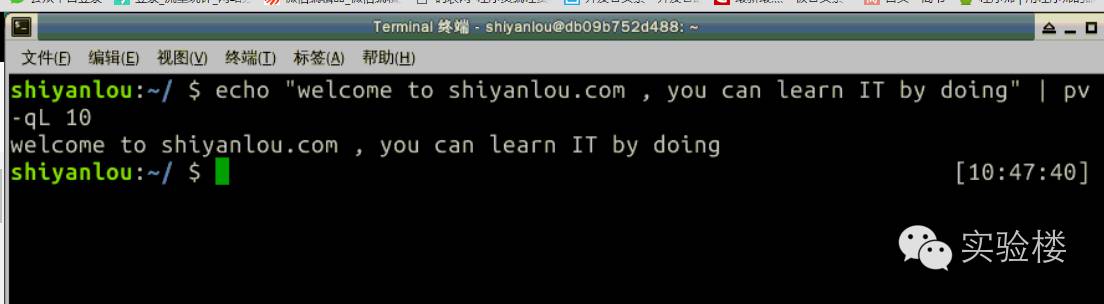 Terminal 终端 - shiyanlou@db09b752d488: ~
文件(F) 编辑(E) 视图(V) 终端(T) 标签(A) 帮助(H)
shiyanlou:~/ $ echo "welcome to shiyanlou.com , you can learn IT by doing" | pv
-qL 10
welcome to shiyanlou.com , you can learn IT by doing
shiyanlou:~/ $ [10:47:40]
实验楼